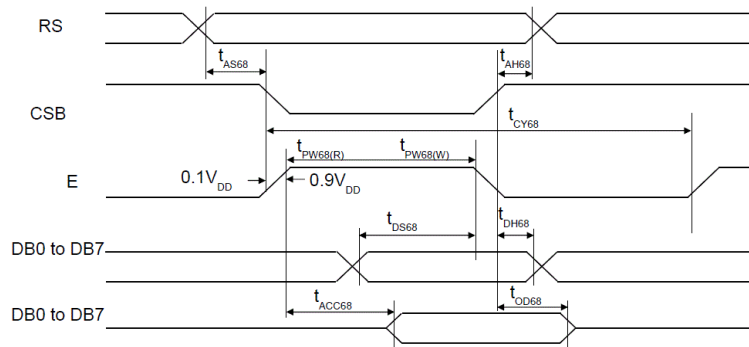 RS
tAS68
tAH68
CSB
tCY68
tPW68(R) tPW68(W)
E
0.1VDD
0.9VDD
tDS68
tDH68
DB0 to DB7
tACC68
tOD68
DB0 to DB7